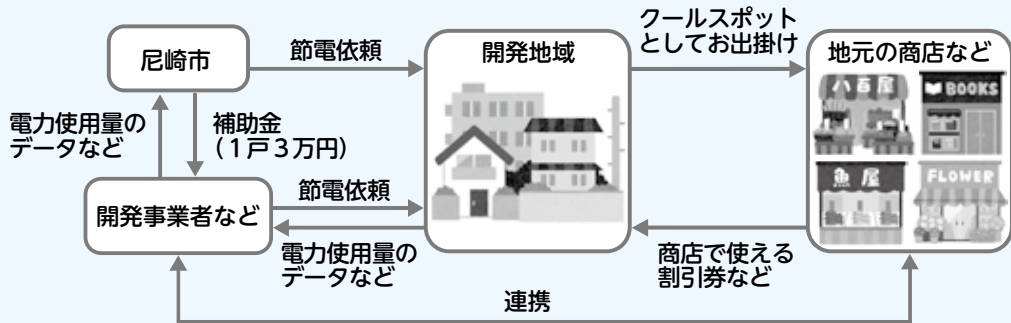 クールスポット
としてお出掛け
尼崎市
節電依頼
開発地域
地元の商店など
八百屋
BOOKS
電力使用量の
データなど
補助金
（１戸３万円）
魚屋
FLOWER
開発事業者など
節電依頼
電力使用量の
データなど
商店で使える
割引券など
連携